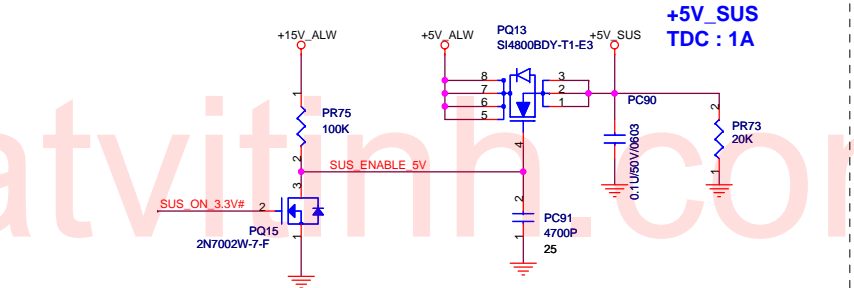 +5V_SUS
TDC : 1A
+15V_ALW
+5V_ALW
PQ13
SI4800BDY-T1-E3
+5V_SUS
8
7
6
5
3
2
1
4
PC90
0.1U/50V/0603
2
PR73
20K
1
1
PR75
100K
2
SUS_ENABLE_5V
3
SUS_ON_3.3V#
2
1
PQ15
2N7002W-7-F
2
PC91
4700P
1
25
atvitinh.com